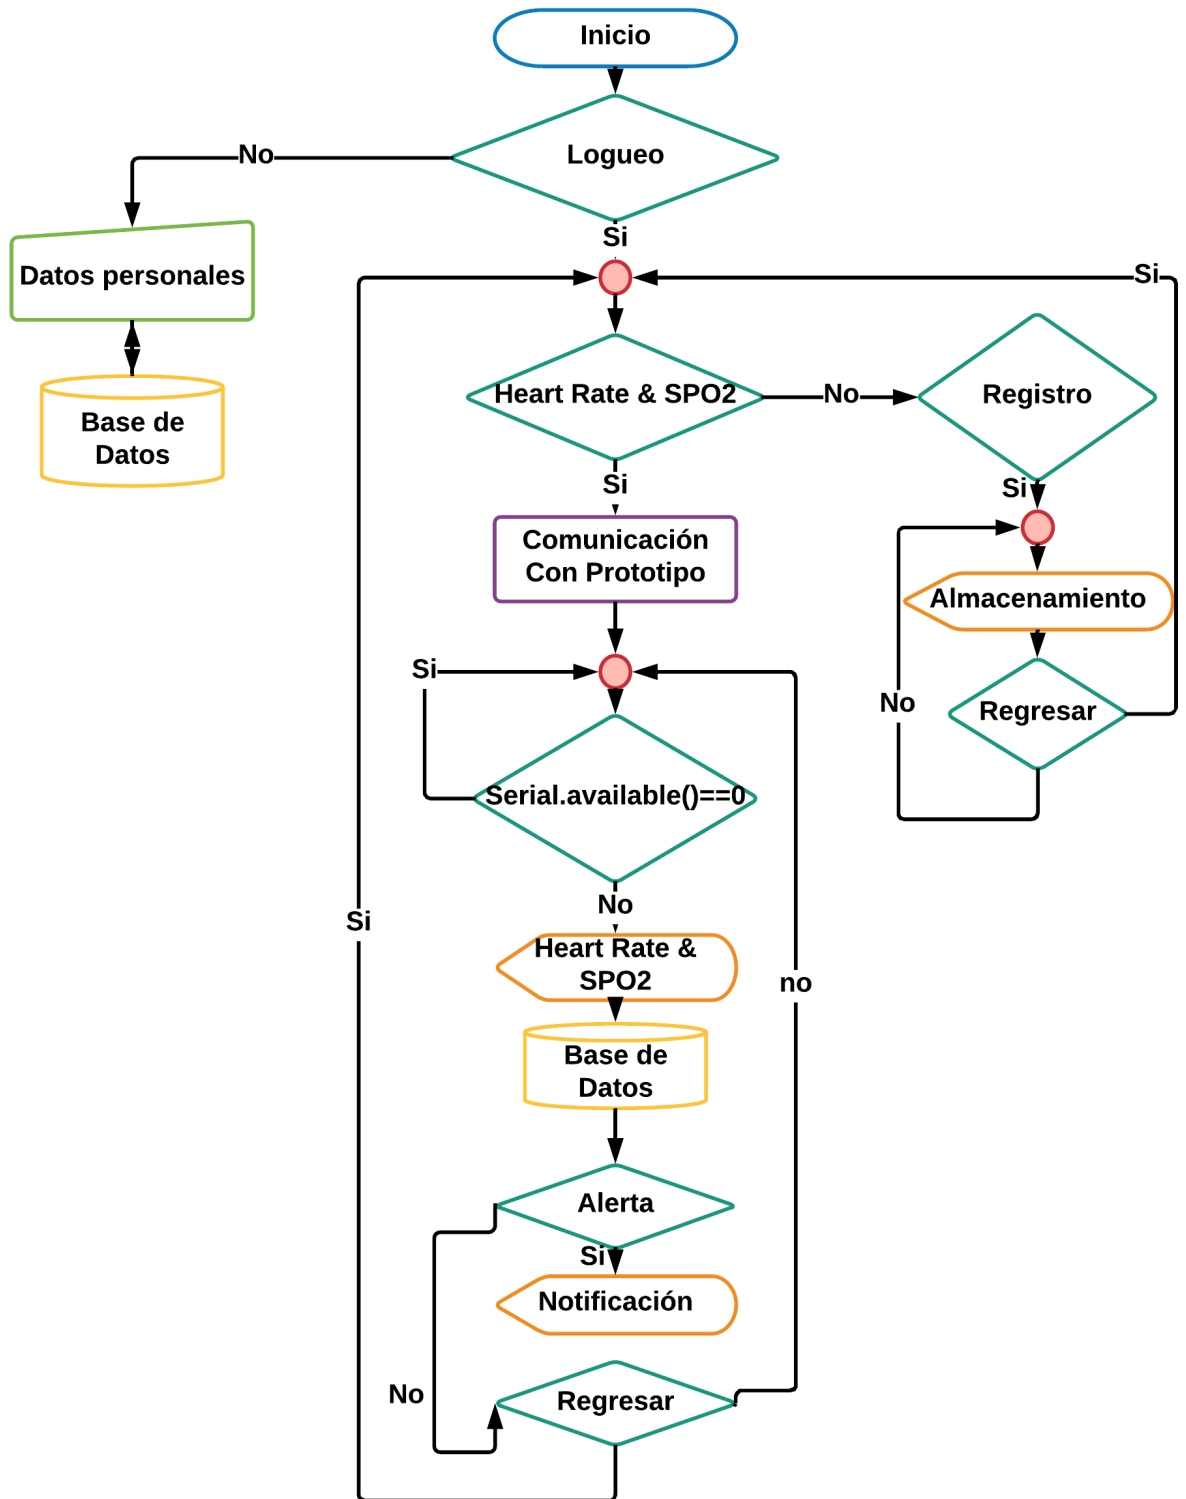 Inicio
Logueo
No
Si
Datos personales
Si
Base de
Datos
Heart Rate & SPO2
No
Registro
Si
Si
Comunicación
Con Prototipo
Almacenamiento
Si
No
Regresar
Serial.available()==0
No
Si
Heart Rate &
SPO2
no
Base de
Datos
Alerta
Si
Notificación
No
Regresar